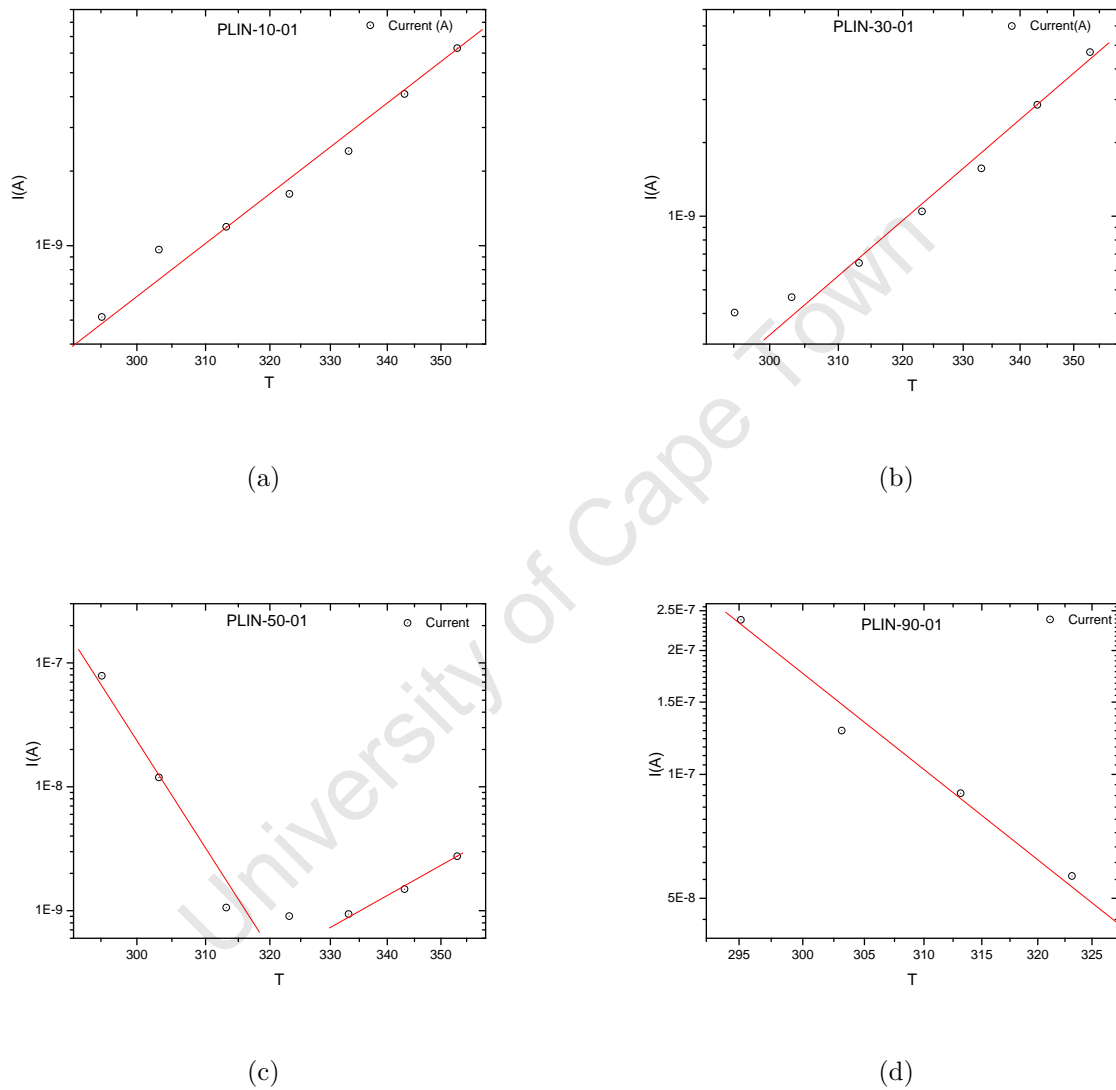 PLIN-10-01
Current (A)
I(A)
1E-9
300 310 320 330 340 350
T
(a)
PLIN-30-01
Current(A)
I(A)
1E-9
300 310 320 330 340 350
T
(b)
PLIN-50-01
Current
1E-7
I(A)
1E-8
1E-9
300 310 320 330 340 350
T
(c)
PLIN-90-01
Current
2.5E-7
2E-7
1.5E-7
I(A)
1E-7
5E-8
295 300 305 310 315 320 325
T
(d)
University of Cape Town